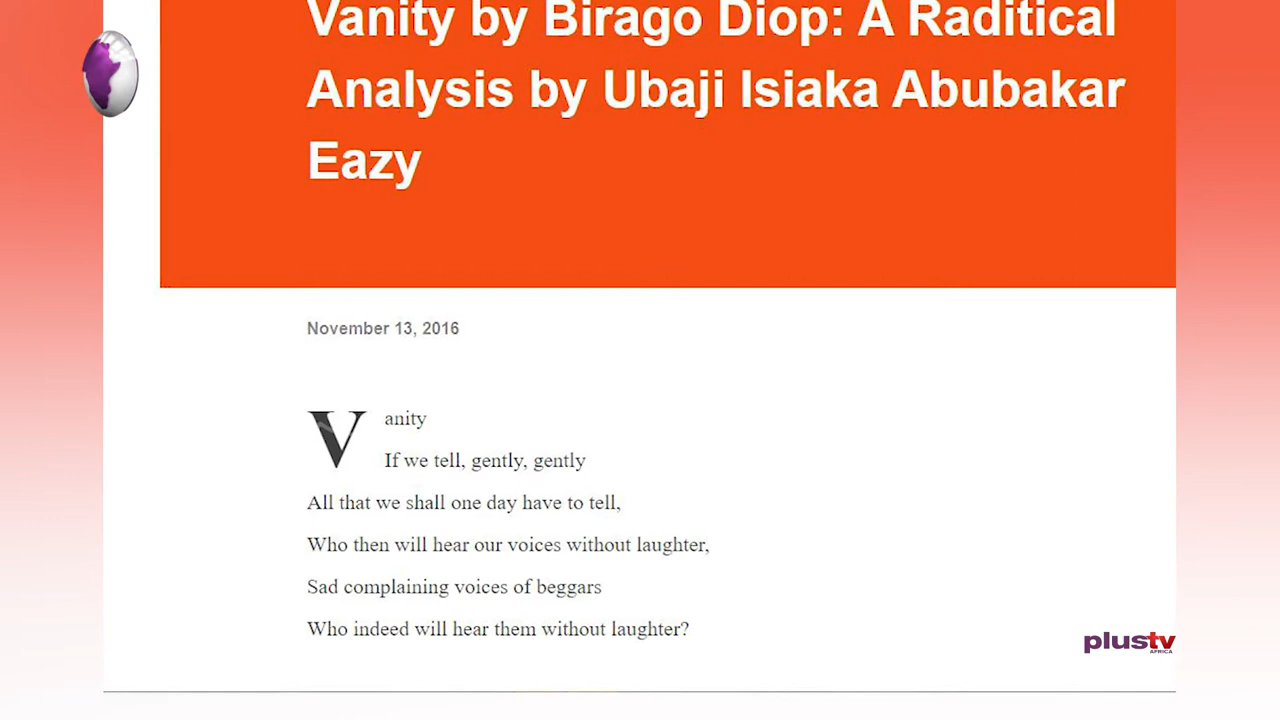 Vanity by Birago Diop: A Raditical
Analysis by Ubaji Isiaka Abubakar
Eazy
November 13, 2016
Vanity
If we tell, gently, gently
All that we shall one day have to tell,
Who then will hear our voices without laughter,
Sad complaining voices of beggars
Who indeed will hear them without laughter?
plustv
AFRICA